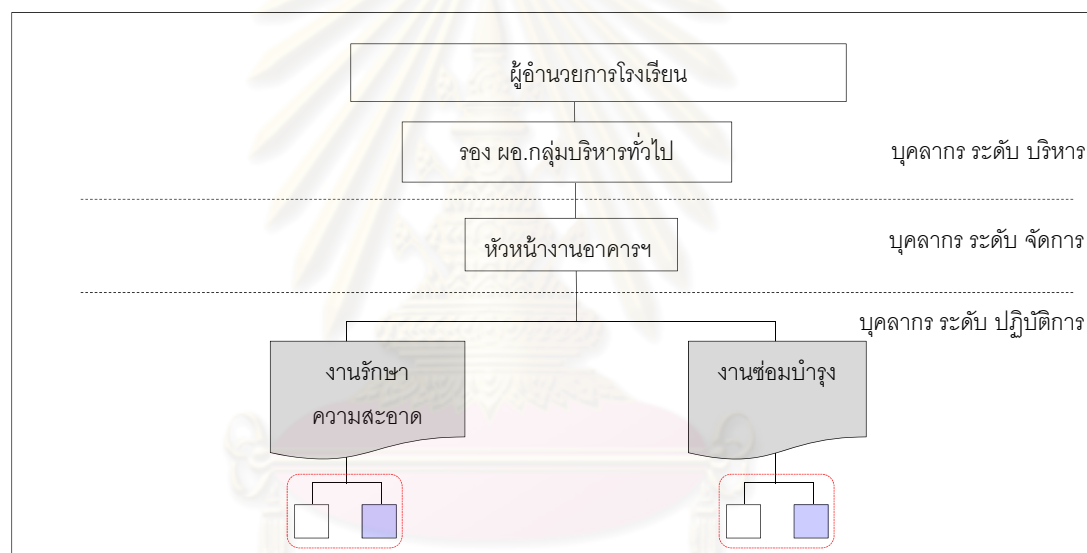 ผู้อำนวยการโรงเรียน
รอง ผอ.กลุ่มบริหารทั่วไป
บุคลากร ระดับ บริหาร
หัวหน้างานอาคารฯ
บุคลากร ระดับ จัดการ
บุคลากร ระดับ ปฏิบัติการ
งานรักษา
ความสะอาด
งานซ่อมบำรุง